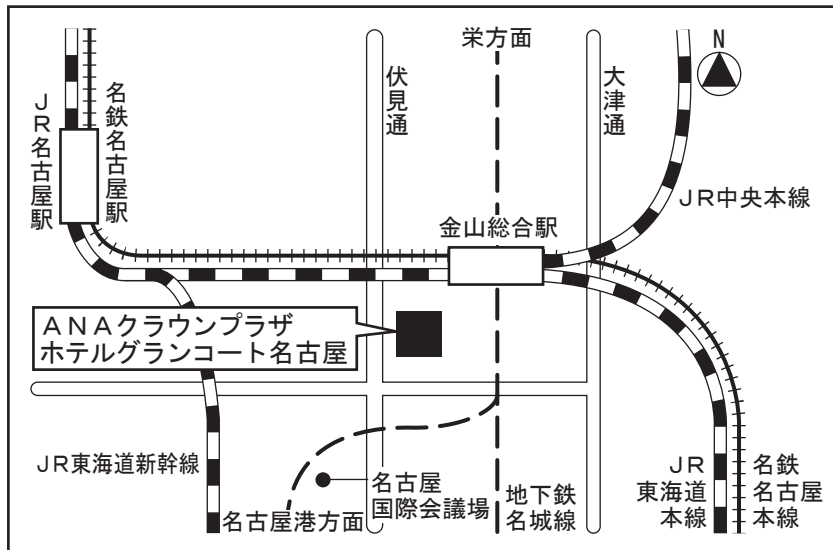 栄方面
N
伏見通
大津通
JR名古屋駅
名鉄名古屋駅
JR中央本線
金山総合駅
ANAクラウンプラザ
ホテルグランコート名古屋
JR東海道新幹線
名古屋
国際会議場
名古屋港方面
地下鉄
名城線
JR
東海道
本線
名鉄
名古屋
本線